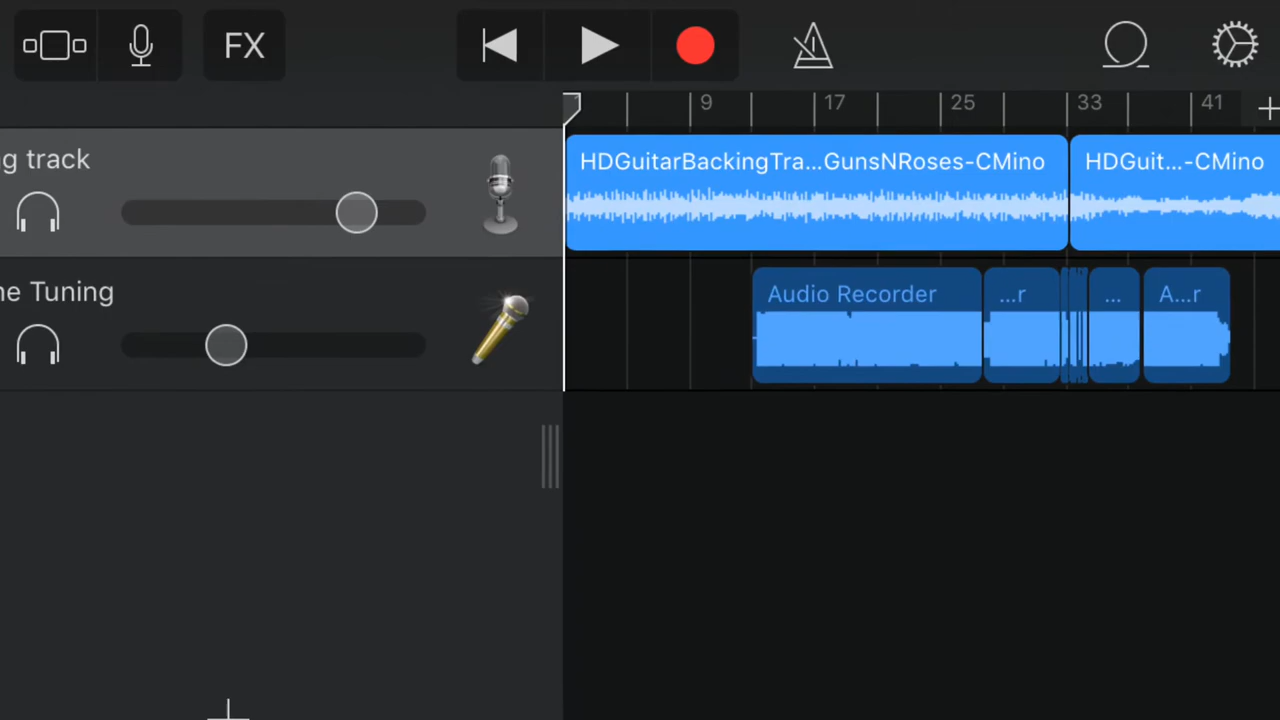 FX
9 17 25 33 41
g track
HDGuitarBackingTra...GunsNRoses-CMino
HDGuit...-CMino
ne Tuning
Audio Recorder
...r
...
A...r